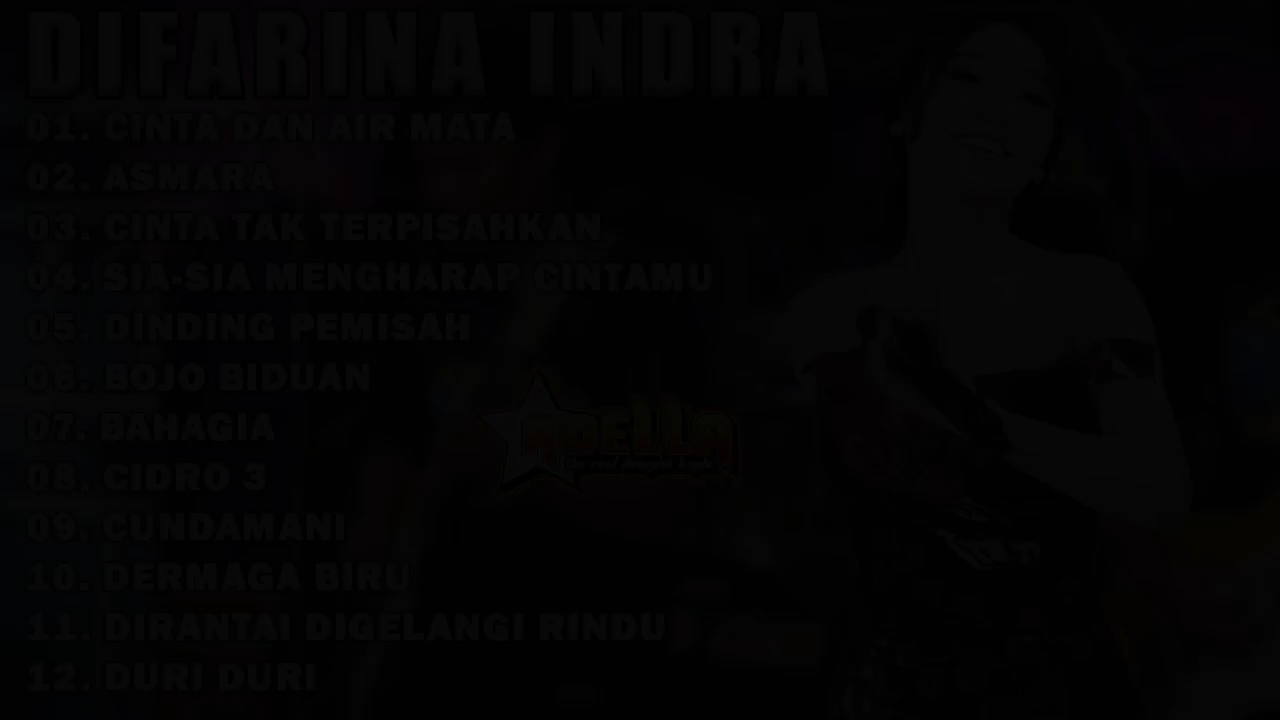 DIFARINA INDRA
01. CINTA DAN AIR MATA
02. ASMARA
03. CINTA TAK TERPISAHKAN
04. SIA-SIA MENGHARAP CINTAMU
05. DINDING PEMISAH
06. BOJO BIDUAN
07. BAHAGIA
08. CIDRO 3
09. CUNDAMANI
10. DERMAGA BIRU
11. DIRANTAI DIGELANGI RINDU
12. DURI DURI
ADELLA